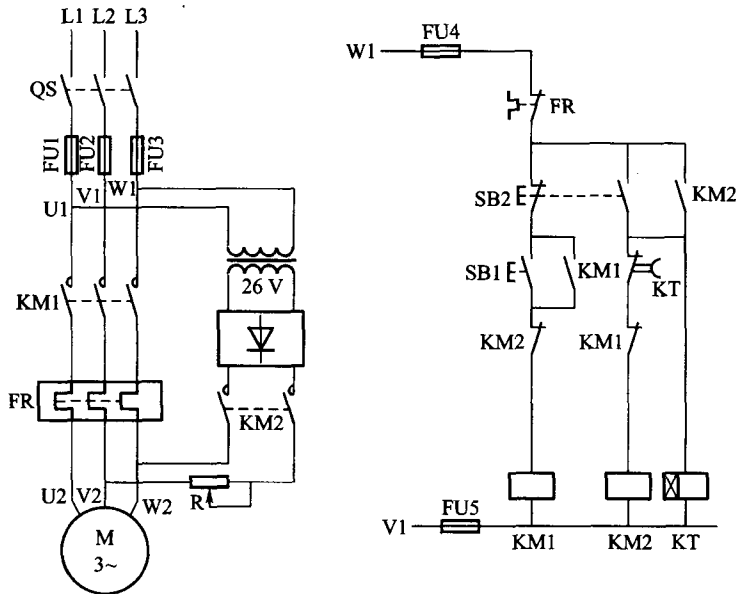 L1 L2 L3
QS
FU1 FU2 FU3
U1 V1 W1
KM1
26 V
FR
KM2
R
U2 V2 W2
M
3~
W1 FU4
FR
SB2 KM2
SB1 KM1 KT
KM2 KM1
V1 FU5
KM1 KM2 KT